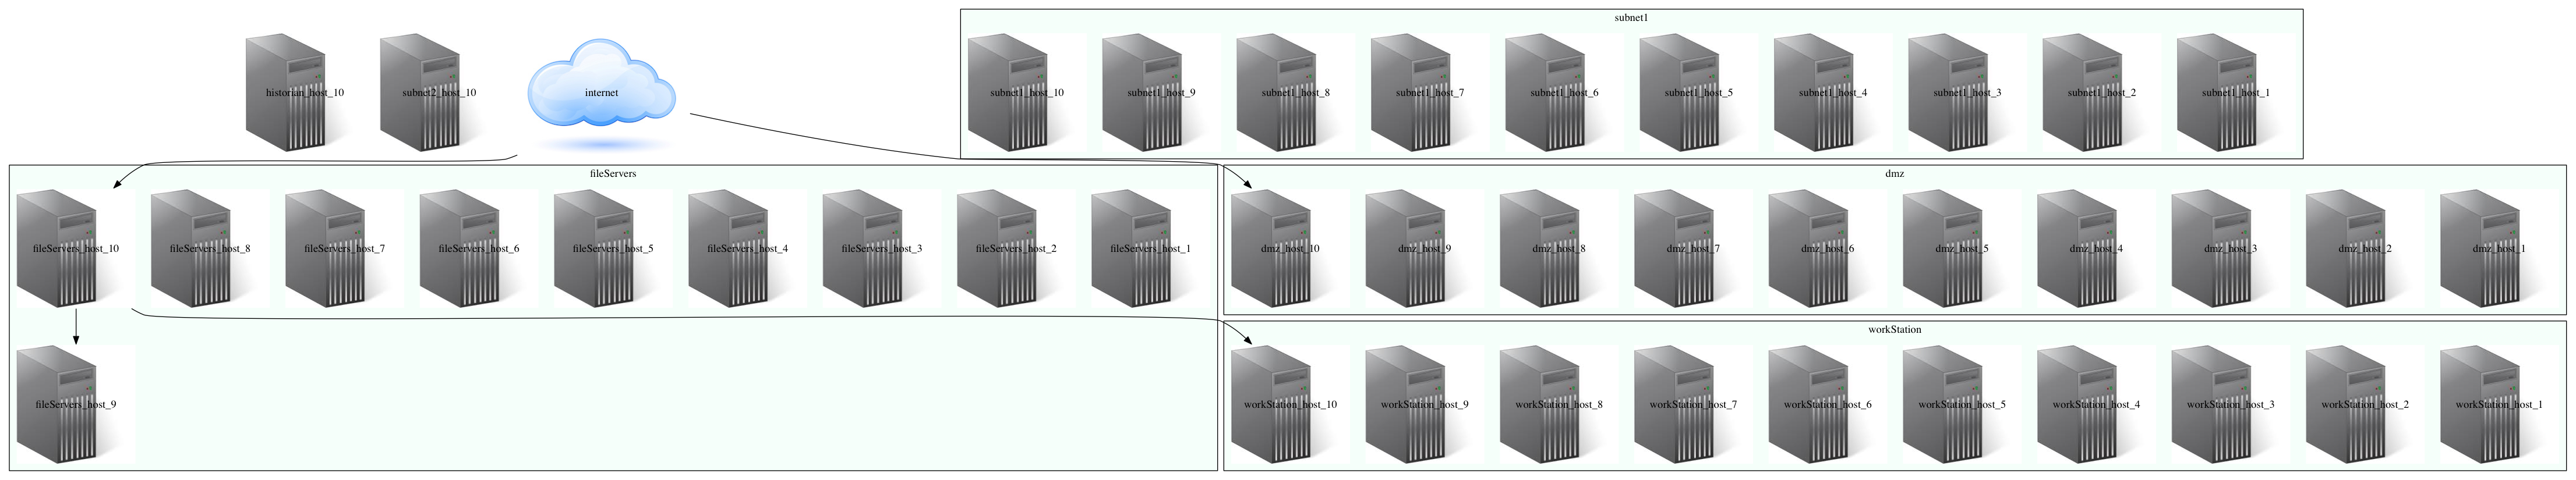 subnet1
historian_host_10
subnet2_host_10
internet
subnet1_host_10
subnet1_host_9
subnet1_host_8
subnet1_host_7
subnet1_host_6
subnet1_host_5
subnet1_host_4
subnet1_host_3
subnet1_host_2
subnet1_host_1
fileServers
fileServers_host_10
fileServers_host_8
fileServers_host_7
fileServers_host_6
fileServers_host_5
fileServers_host_4
fileServers_host_3
fileServers_host_2
fileServers_host_1
dmz
dmz_host_10
dmz_host_9
dmz_host_8
dmz_host_7
dmz_host_6
dmz_host_5
dmz_host_4
dmz_host_3
dmz_host_2
dmz_host_1
fileServers_host_9
workStation
workStation_host_10
workStation_host_9
workStation_host_8
workStation_host_7
workStation_host_6
workStation_host_5
workStation_host_4
workStation_host_3
workStation_host_2
workStation_host_1